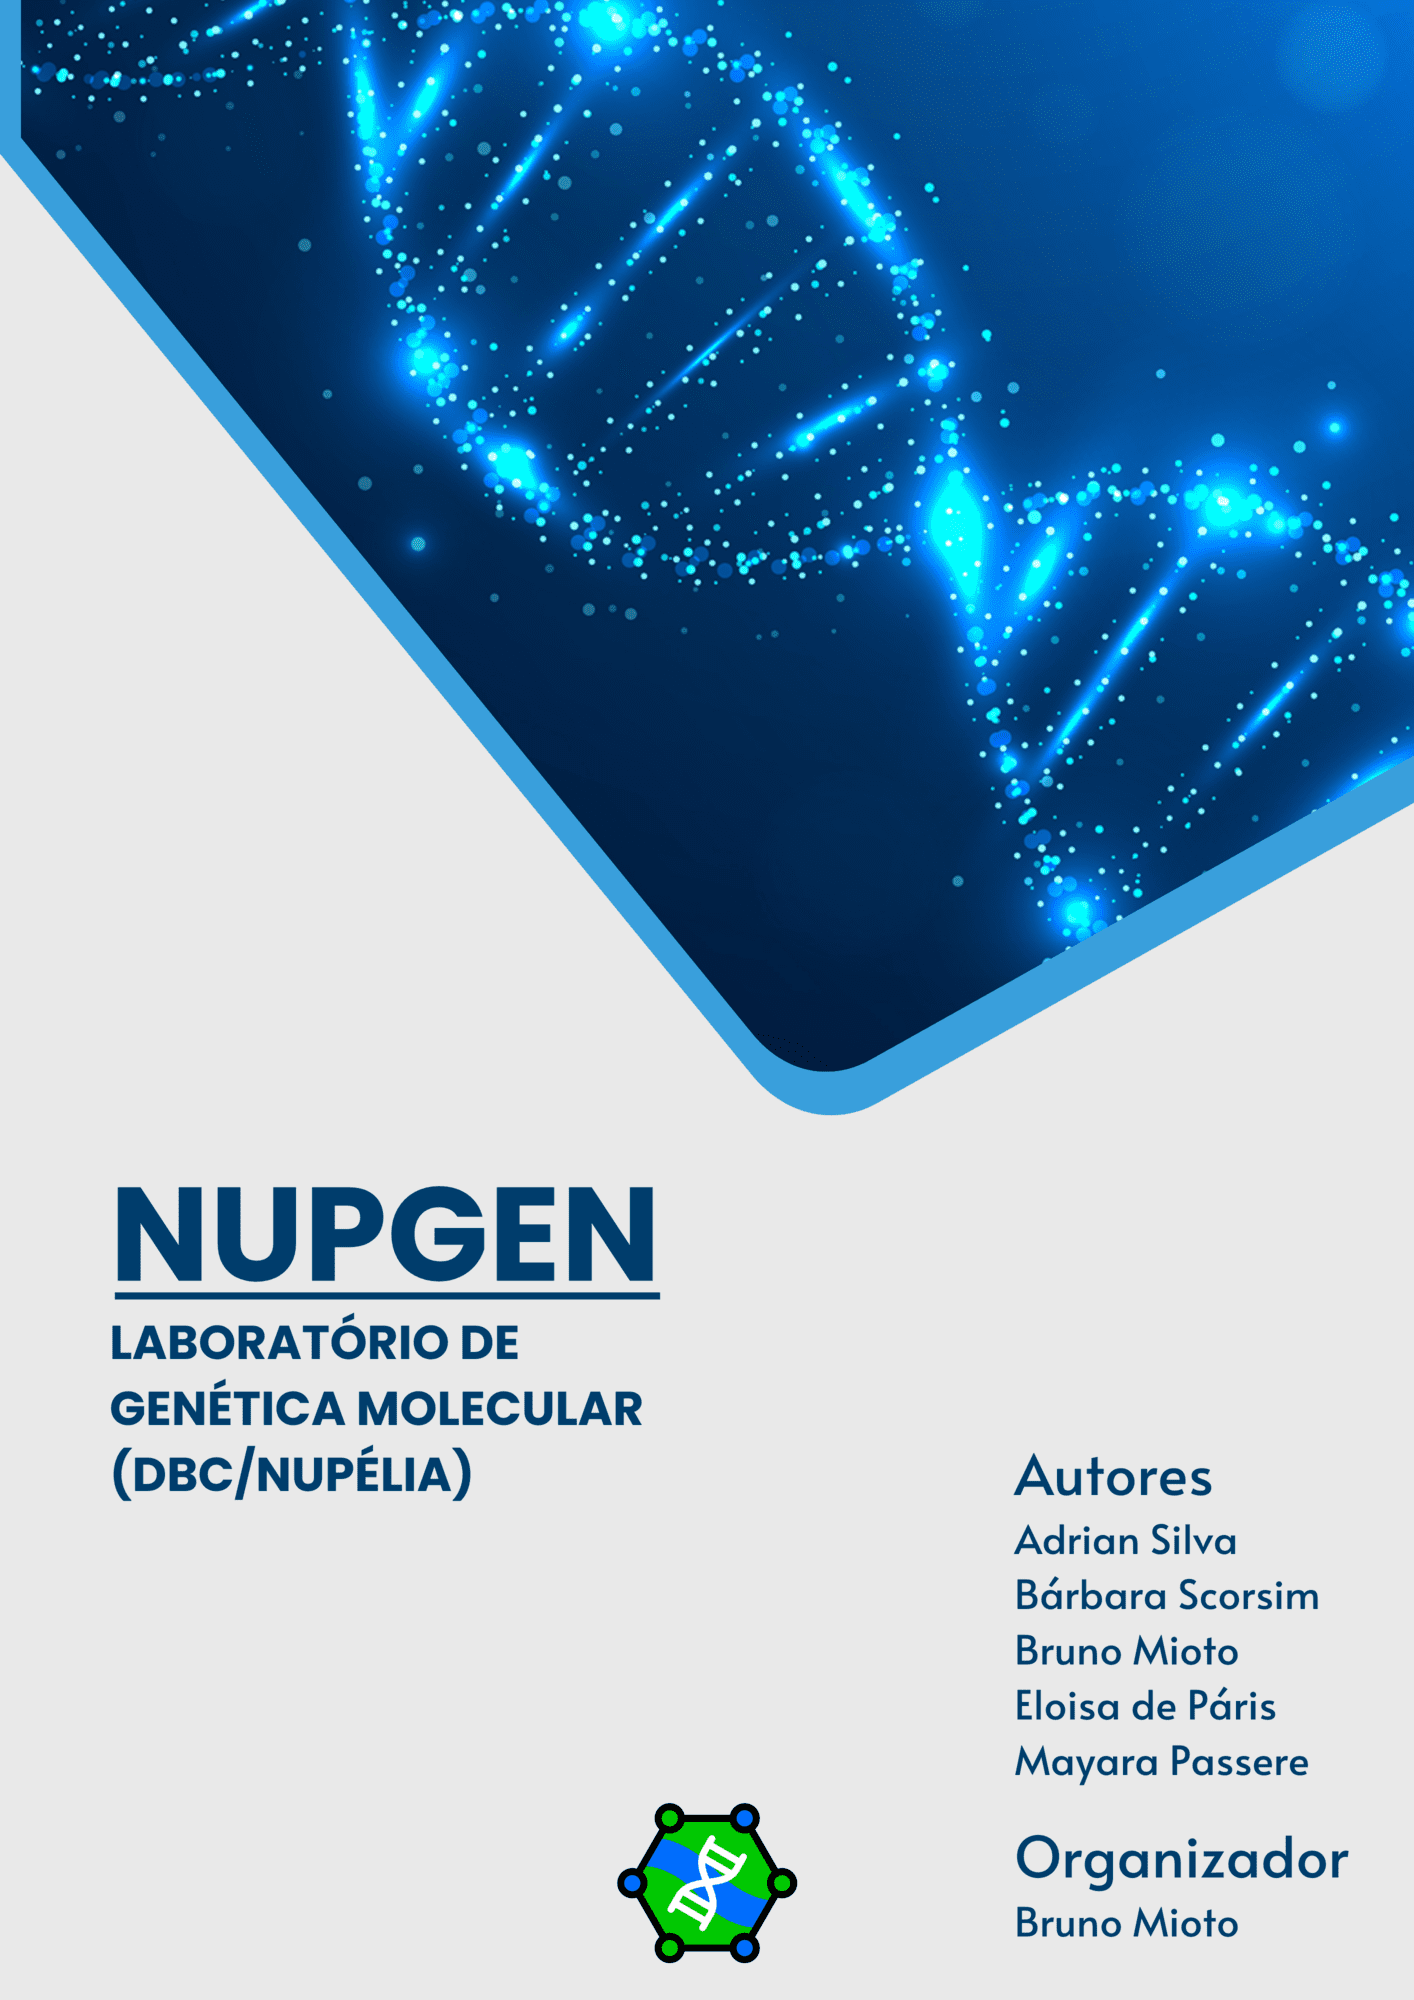 NUPGEN
LABORATÓRIO DE
GENÉTICA MOLECULAR
(DBC/NUPÉLIA)
Autores
Adrian Silva
Bárbara Scorsim
Bruno Mioto
Eloisa de Páris
Mayara Passere
Organizador
Bruno Mioto